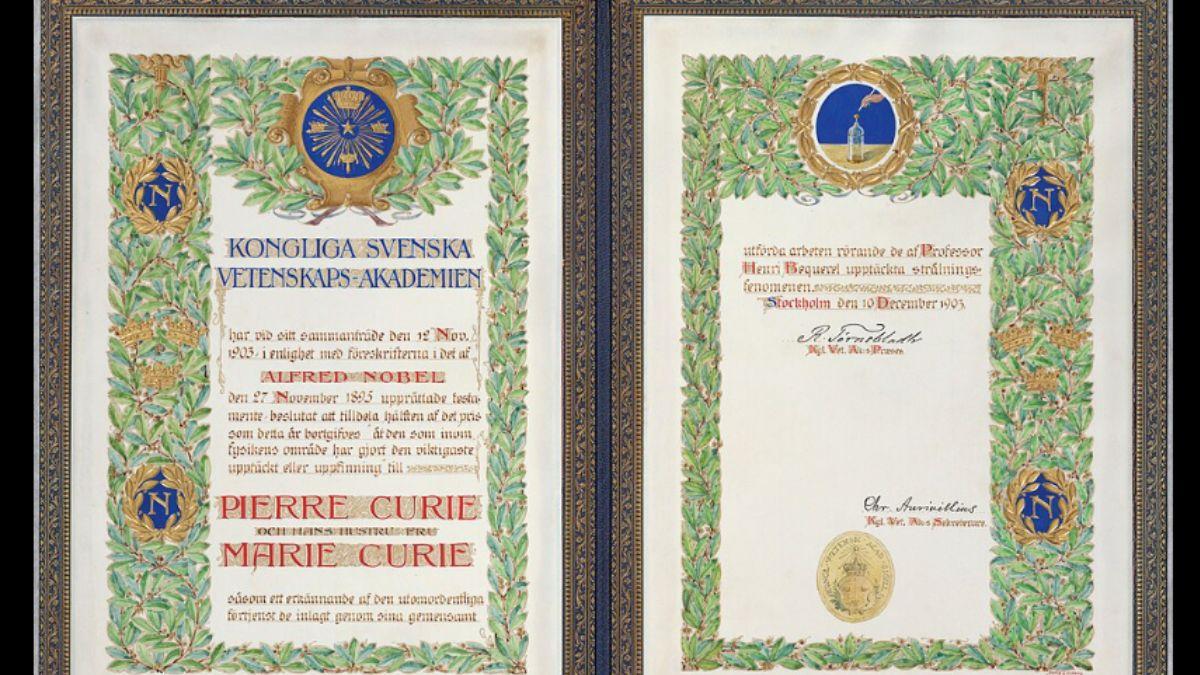 KONGLIGA SVENSKA
VETENSKAPS-AKADEMIEN
har vid sitt sammanträde den 12 Nov.
1903 i enlighet med föreskrifterna i det af
ALFRED NOBEL
den 27 November 1895 upprättade testa-
mente beslutat att tilldela hälften af det pris
som detta år bortgifves "åt den som inom
fysikens område har gjort den viktigaste
upptäckt eller uppfinning" till
PIERRE CURIE
OCH HANS HUSTRU FRU
MARIE CURIE
såsom ett erkännande af den utomordentliga
förtjenst de inlagt genom sina gemensamt
N
N
utförda arbeten rörande de af Professor
Henri Bequerel upptäckta strålnings-
fenomenen
Stockholm den 10 December 1903.
R. Törnebladh
Kgl. Vet. Ak:s Præses.
Chr. Aurivillius
Kgl. Vet. Ak:s Sekreterare.
N
N